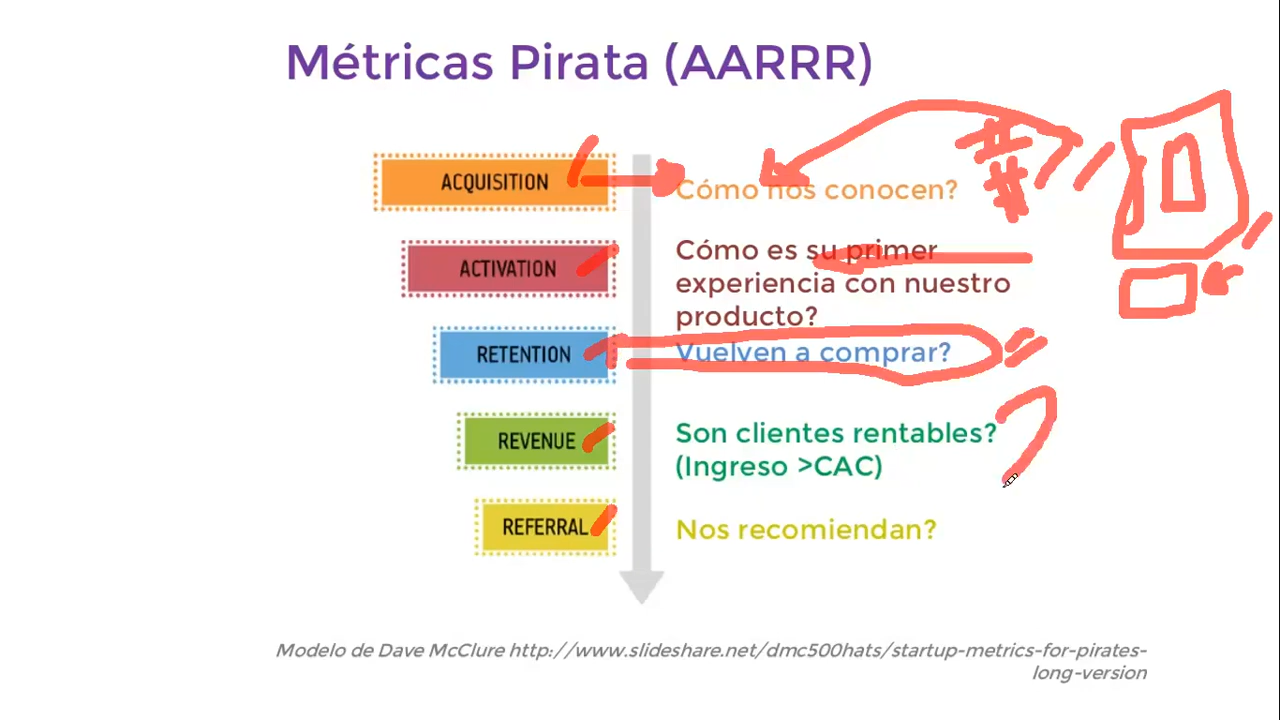 Métricas Pirata (AARRR)
ACQUISITION
Cómo nos conocen?
ACTIVATION
Cómo es su primer
experiencia con nuestro
producto?
RETENTION
Vuelven a comprar?
REVENUE
Son clientes rentables?
(Ingreso >CAC)
REFERRAL
Nos recomiendan?
Modelo de Dave McClure http://www.slideshare.net/dmc500hats/startup-metrics-for-pirates-
long-version